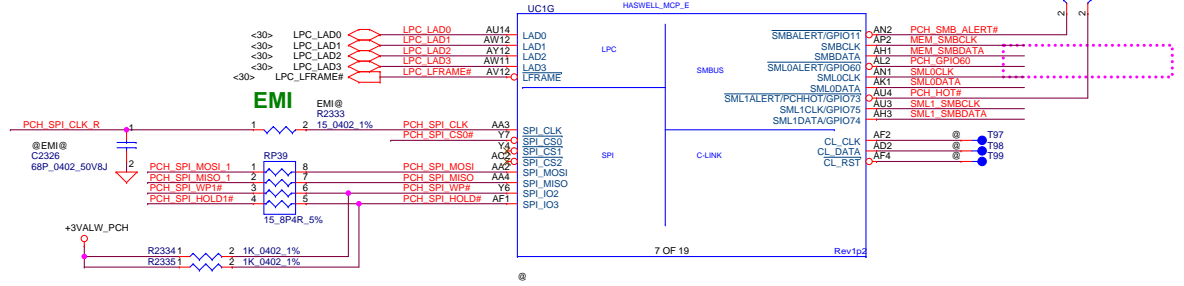 UC1G HASWELL_MCP_E
2 2
<30> LPC_LAD0 LPC_LAD0 AU14 LAD0 SMBALERT/GPIO11 AN2 PCH_SMB_ALERT#
<30> LPC_LAD1 LPC_LAD1 AW12 LAD1 LPC SMBCLK AP2 MEM_SMBCLK
<30> LPC_LAD2 LPC_LAD2 AY12 LAD2 SMBDATA AH1 MEM_SMBDATA
<30> LPC_LAD3 LPC_LAD3 AW11 LAD3 SML0ALERT/GPIO60 AL2 PCH_GPIO60
<30> LPC_LFRAME# LPC_LFRAME# AV12 LFRAME SMBUS SML0CLK AN1 SML0CLK
SML0DATA AK1 SML0DATA
EMI SML1ALERT/PCHHOT/GPIO73 AU4 PCH_HOT#
EMI@ SML1CLK/GPIO75 AU3 SML1_SMBCLK
R2333 SML1DATA/GPIO74 AH3 SML1_SMBDATA
PCH_SPI_CLK_R 1 1 2 15_0402_1% PCH_SPI_CLK AA3 SPI_CLK
PCH_SPI_CS0# Y7 SPI_CS0 CL_CLK AF2 @ T97
@EMI@ Y4 SPI_CS1 CL_DATA AD2 @ T98
C2326 2 RP39 SPI_CS2 SPI C-LINK CL_RST AF4 @ T99
68P_0402_50V8J
PCH_SPI_MOSI_1 1 8 PCH_SPI_MOSI AA2 SPI_MOSI
PCH_SPI_MISO_1 2 7 PCH_SPI_MISO AA4 SPI_MISO
PCH_SPI_WP1# 3 6 PCH_SPI_WP# Y6 SPI_IO2
PCH_SPI_HOLD1# 4 5 PCH_SPI_HOLD# AF1 SPI_IO3
15_8P4R_5%
+3VALW_PCH
R2334 1 2 1K_0402_1% 7 OF 19 Rev1p2
R2335 1 2 1K_0402_1%
@